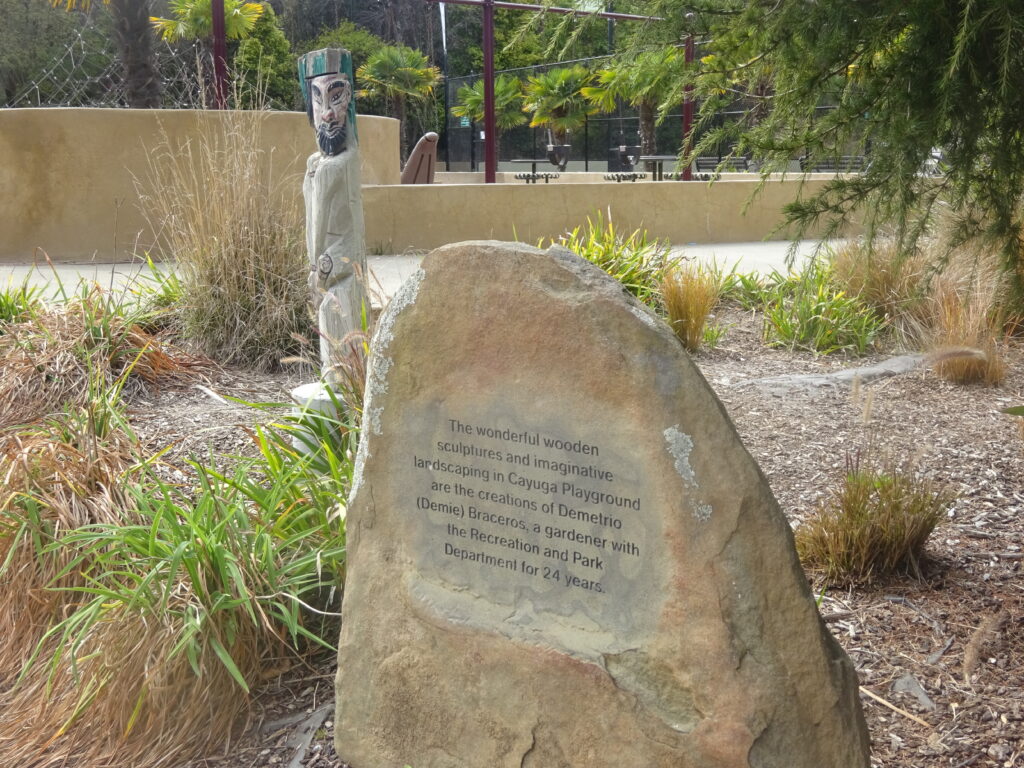 The wonderful wooden
sculptures and imaginative
landscaping in Cayuga Playground
are the creations of Demetrio
(Demie) Braceros, a gardener with
the Recreation and Park
Department for 24 years.